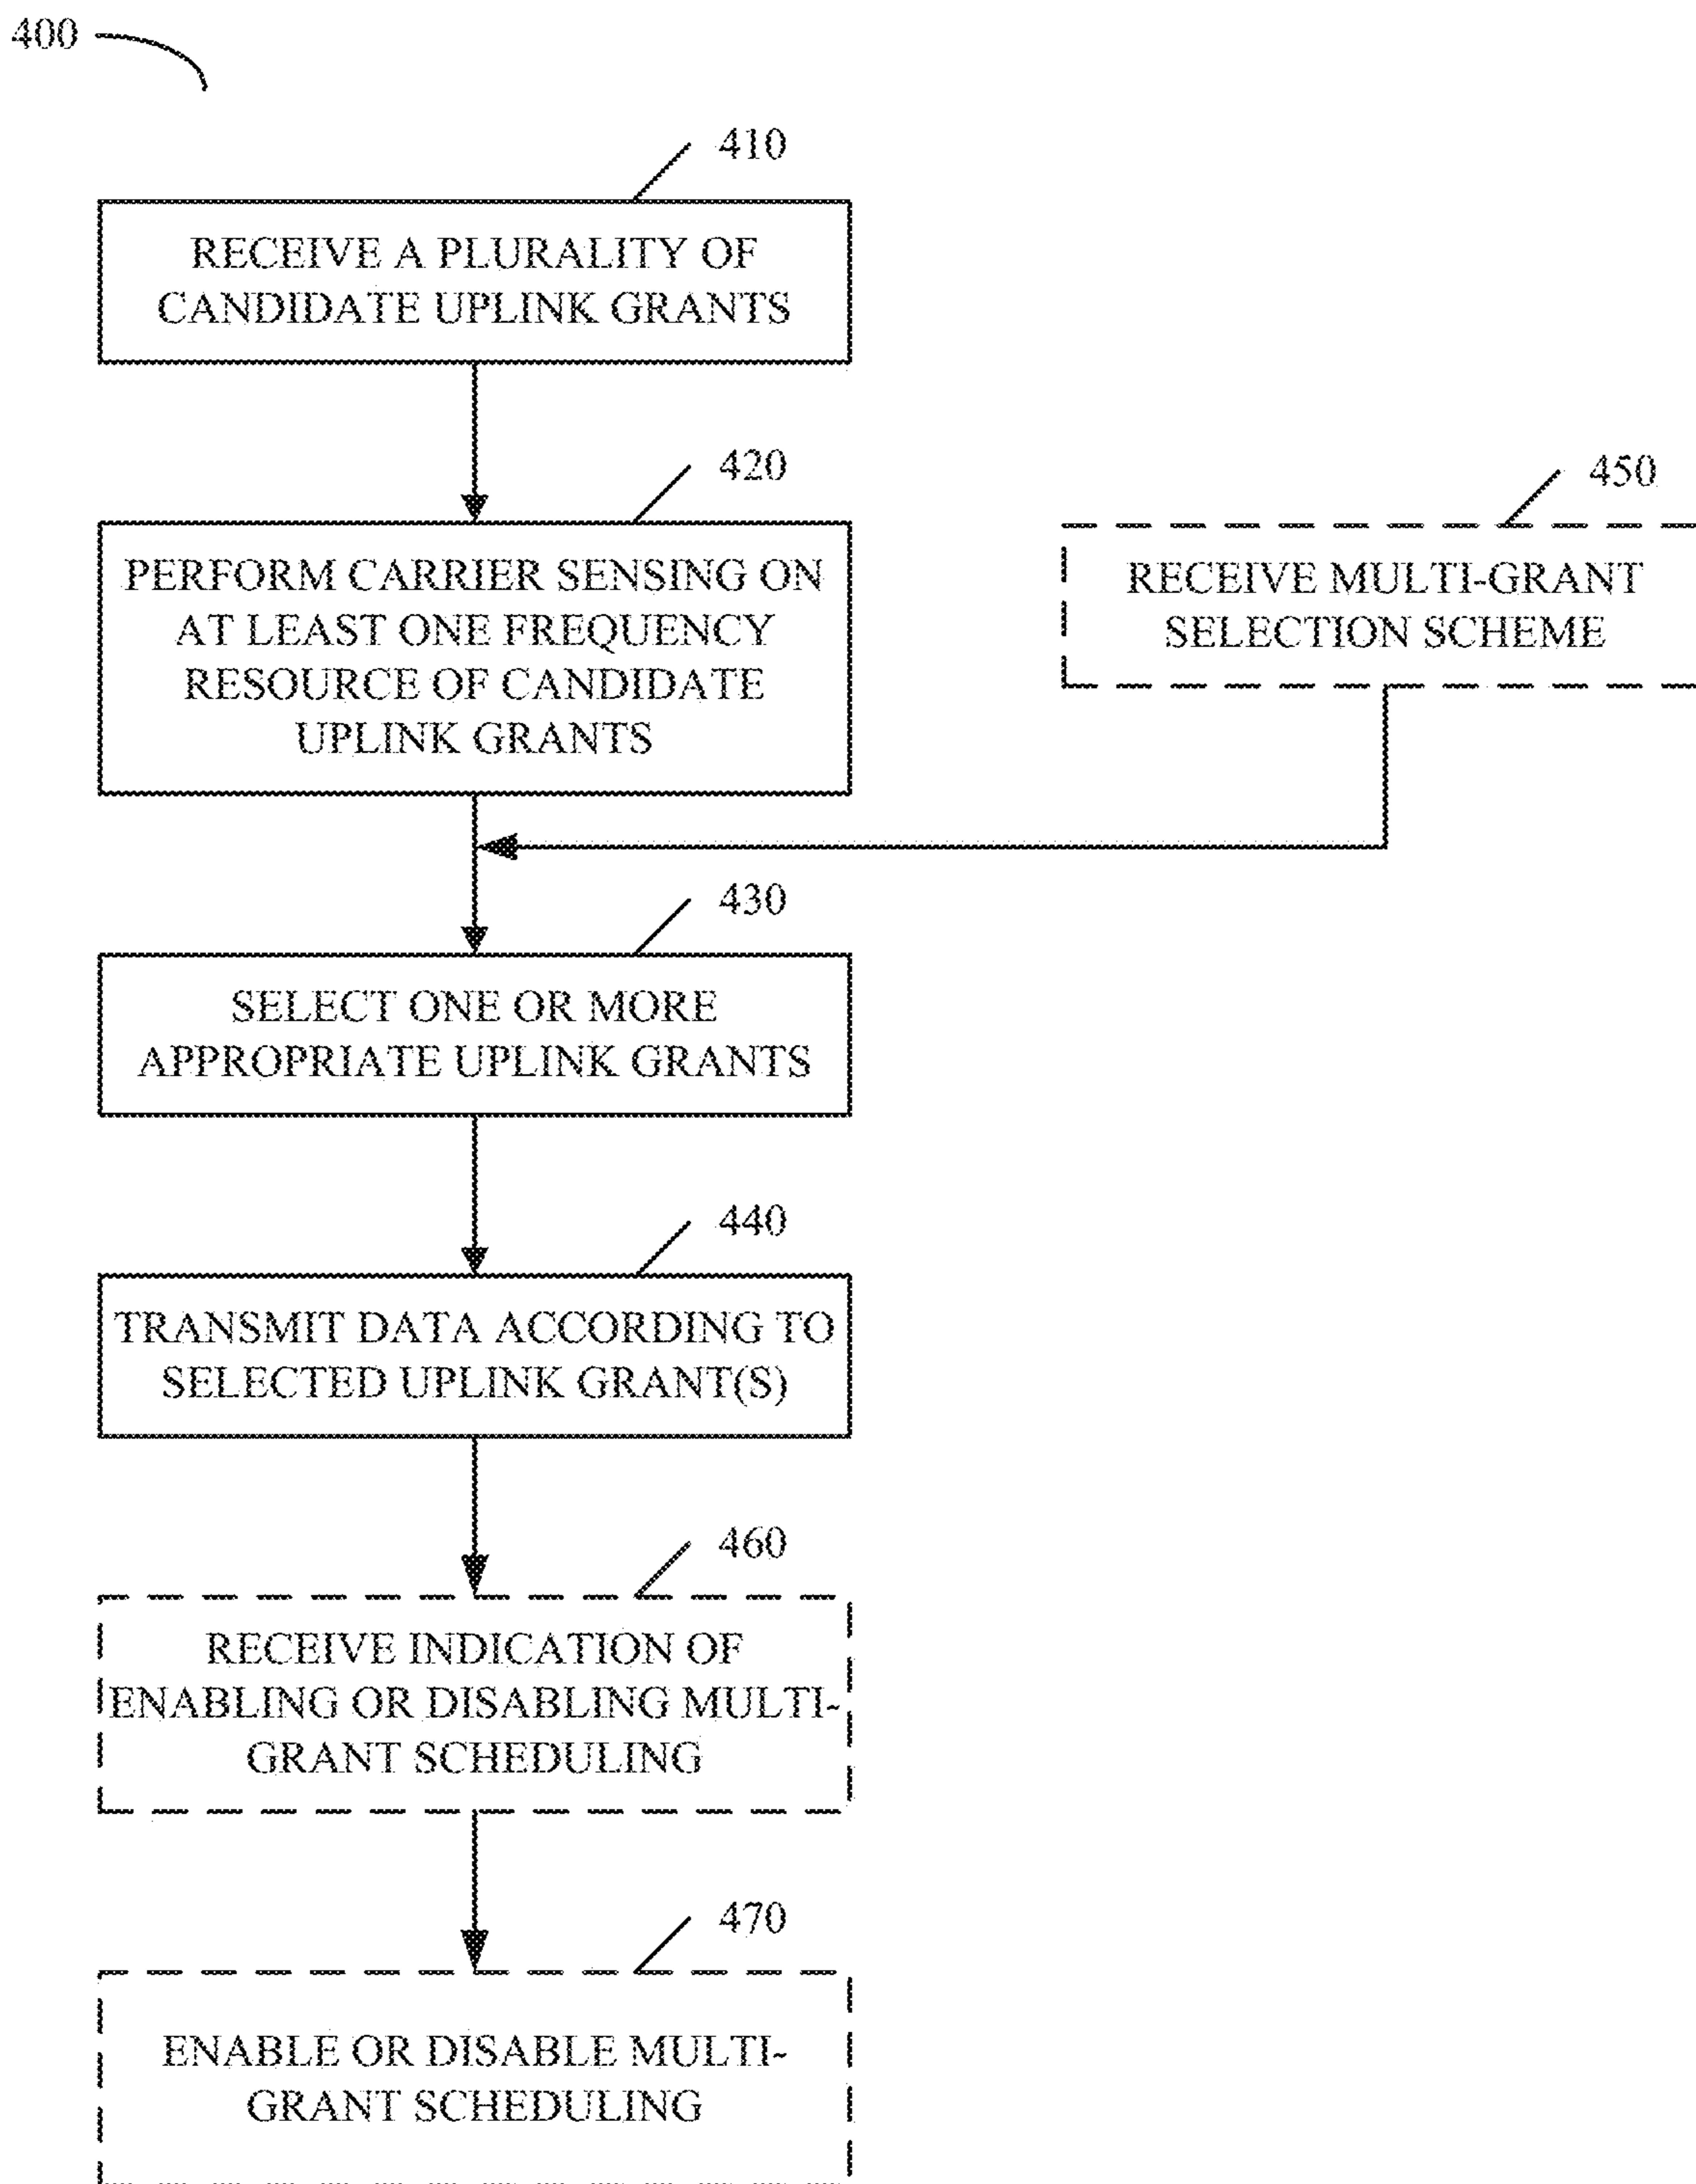 400
410
RECEIVE A PLURALITY OF
CANDIDATE UPLINK GRANTS
420
PERFORM CARRIER SENSING ON
AT LEAST ONE FREQUENCY
RESOURCE OF CANDIDATE
UPLINK GRANTS
450
RECEIVE MULTI-GRANT
SELECTION SCHEME
430
SELECT ONE OR MORE
APPROPRIATE UPLINK GRANTS
440
TRANSMIT DATA ACCORDING TO
SELECTED UPLINK GRANT(S)
460
RECEIVE INDICATION OF
ENABLING OR DISABLING MULTI-
GRANT SCHEDULING
470
ENABLE OR DISABLE MULTI-
GRANT SCHEDULING